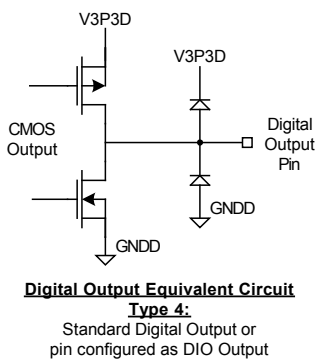 V3P3D
V3P3D
CMOS
Output
Digital
Output
Pin
GNDD
GNDD
Digital Output Equivalent Circuit
Type 4:
Standard Digital Output or
pin configured as DIO Output